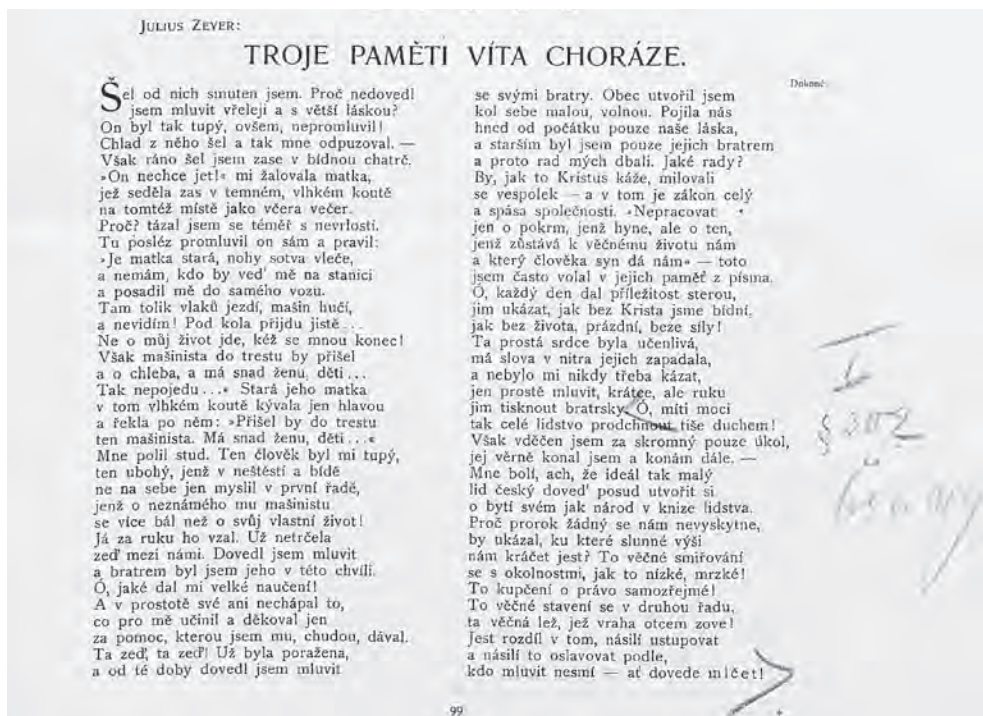 JULIUS ZEYER:
TROJE PAMĚTI VÍTA CHORÁZE.
Dokonč.
Šel od nich smuten jsem. Proč nedovedl
jsem mluvit vřeleji a s větší láskou?
On byl tak tupý, ovšem, nepromluvil!
Chlad z něho šel a tak mne odpuzoval. —
Však ráno šel jsem zase v bídnou chatrč.
»On nechce jet!« mi žalovala matka,
jež seděla zas v temném, vlhkém koutě
na tomtéž místě jako včera večer.
Proč? tázal jsem se téměř s nevrlostí.
Tu posléz promluvil on sám a pravil:
»Je matka stará, nohy sotva vleče,
a nemám, kdo by veď mě na stanici
a posadil mě do samého vozu.
Tam tolik vlaků jezdí, mašin hučí,
a nevidím! Pod kola přijdu jistě...
Ne o můj život jde, kéž se mnou konec!
Však mašinista do trestu by přišel
a o chleba, a má snad ženu, děti...
Tak nepojedu...« Stará jeho matka
v tom vlhkém koutě kývala jen hlavou
a řekla po něm: »Přišel by do trestu
ten mašinista. Má snad ženu, děti...«
Mne polil stud. Ten člověk byl mi tupý,
ten ubohý, jenž v neštěstí a bídě
ne na sebe jen myslil v první řadě,
jenž o neznámého mu mašinistu
se více bál než o svůj vlastní život!
Já za ruku ho vzal. Už netrčela
zeď mezi námi. Dovedl jsem mluvit
a bratrem byl jsem jeho v této chvíli.
Ó, jaké dal mi velké naučení!
A v prostotě své ani nechápal to,
co pro mě učinil a děkoval jen
za pomoc, kterou jsem mu, chudou, dával.
Ta zeď, ta zeď! Už byla poražena,
a od té doby dovedl jsem mluvit
se svými bratry. Obec utvořil jsem
kol sebe malou, volnou. Pojila nás
hned od počátku pouze naše láska,
a starším byl jsem pouze jejich bratrem
a proto rad mých dbali. Jaké rady?
By, jak to Kristus káže, milovali
se vespolek — a v tom je zákon celý
a spása společnosti. »Nepracovat
jen o pokrm, jenž hyne, ale o ten,
jenž zůstává k věčnému životu nám
a který člověka syn dá nám« — toto
jsem často volal v jejich paměť z písma.
Ó, každý den dal příležitost sterou,
jim ukázat, jak bez Krista jsme bídní,
jak bez života, prázdní, beze síly!
Ta prostá srdce byla učenlivá,
má slova v nitra jejich zapadala,
a nebylo mi nikdy třeba kázat,
jen prostě mluvit, krátce, ale ruku
jim tisknout bratrsky. Ó, míti moci
tak celé lidstvo prodchnout tiše duchem!
Však vděčen jsem za skromný pouze úkol,
jej věrně konal jsem a konám dále. —
Mne bolí, ach, že ideál tak malý
lid český doveď posud utvořit si
o bytí svém jak národ v knize lidstva.
Proč prorok žádný se nám nevyskytne,
by ukázal, ku které slunné výši
nám kráčet jest? To věčné smiřování
se s okolnostmi, jak to nízké, mrzké!
To kupčení o právo samozřejmé!
To věčné stavení se v druhou řadu,
ta věčná lež, jež vraha otcem zove!
Jest rozdíl v tom, násilí ustupovat
a násilí to oslavovat podle,
kdo mluvit nesmí — ať dovede mlčet!
I
§ 302
99